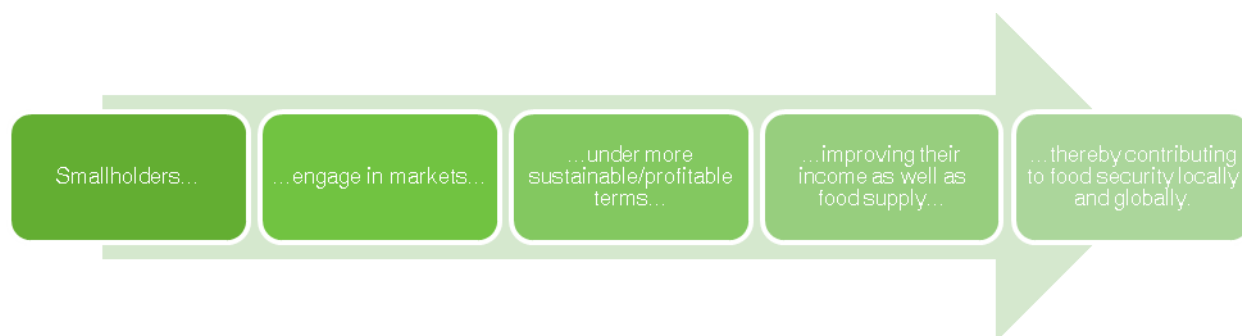 Smallholders...
...engage in markets...
...under more
sustainable/profitable
terms...
...improving their
income as well as
food supply...
...thereby contributing
to food security locally
and globally.